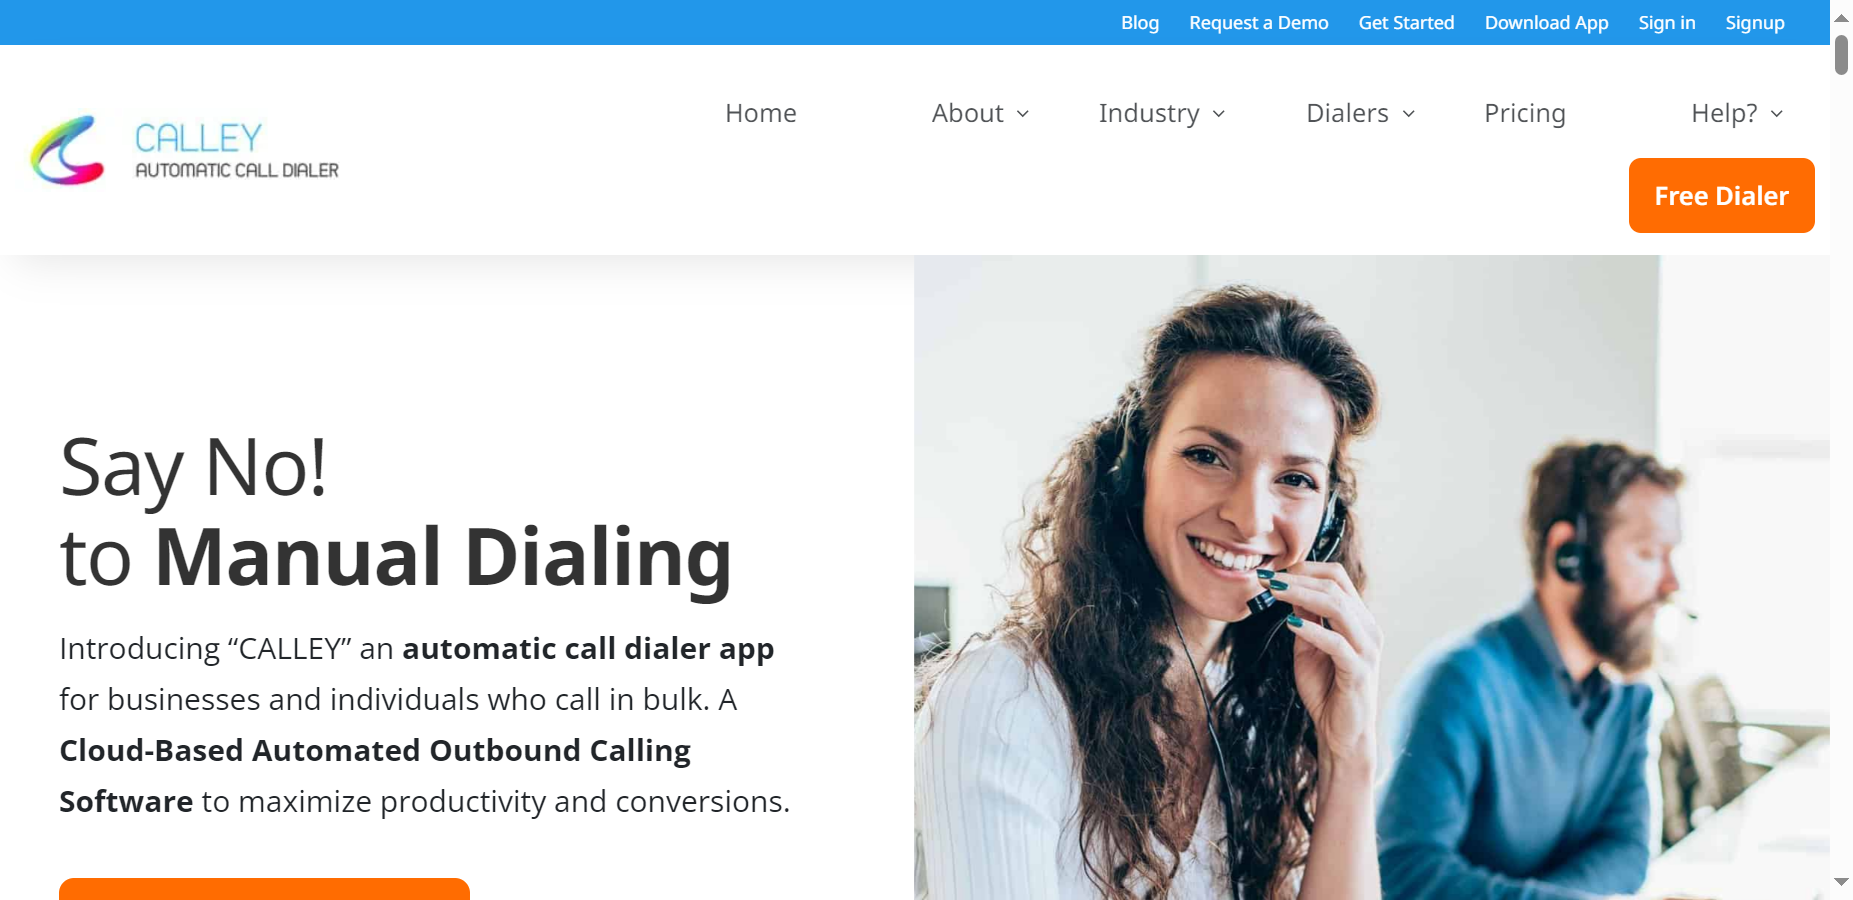 Blog Request a Demo Get Started Download App Sign in Signup
Home About Industry Dialers Pricing Help?
CALLEY
AUTOMATIC CALL DIALER
Free Dialer
Say No!
to Manual Dialing
Introducing “CALLEY” an automatic call dialer app
for businesses and individuals who call in bulk. A
Cloud-Based Automated Outbound Calling
Software to maximize productivity and conversions.